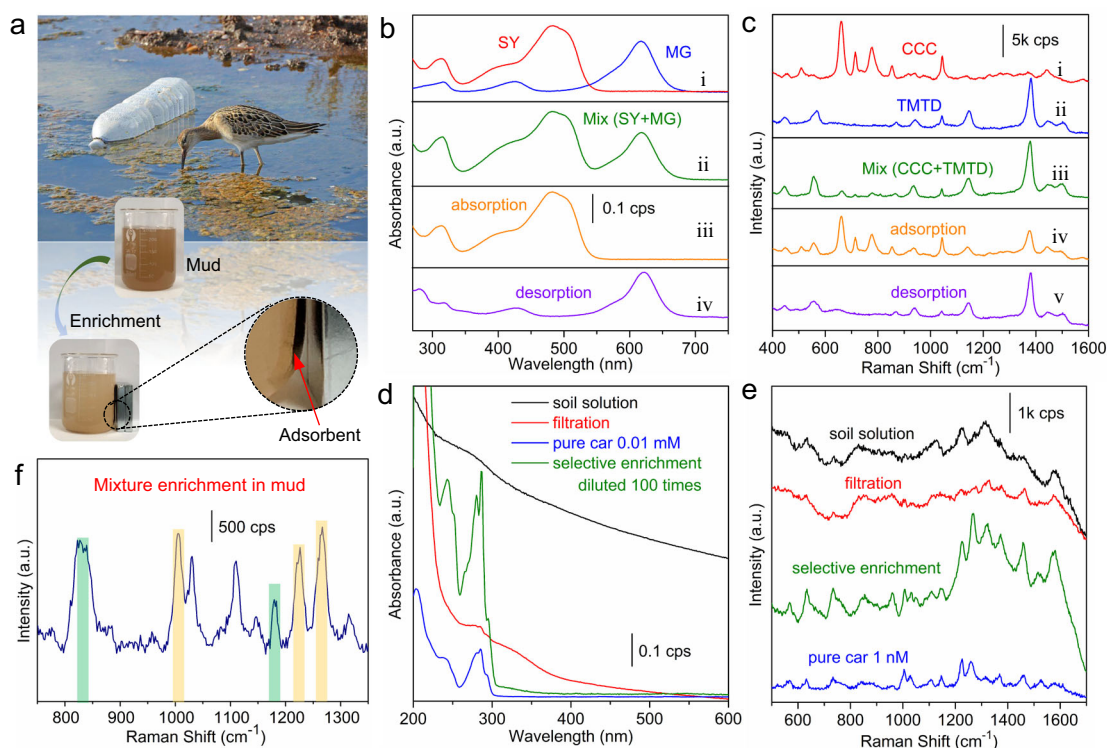 a
Mud
Enrichment
Adsorbent
b
SY
MG
i
Mix (SY+MG)
ii
absorption
0.1 cps
iii
desorption
iv
Absorbance (a.u.)
300 400 500 600 700
Wavelength (nm)
c
CCC
5k cps
i
TMTD
ii
Mix (CCC+TMTD)
iii
adsorption
iv
desorption
v
Intensity (a.u.)
400 600 800 1000 1200 1400 1600
Raman Shift (cm-1)
d
soil solution
filtration
pure car 0.01 mM
selective enrichment
diluted 100 times
0.1 cps
Absorbance (a.u.)
200 300 400 500 600
Wavelength (nm)
e
1k cps
soil solution
filtration
selective enrichment
pure car 1 nM
Intensity (a.u.)
600 800 1000 1200 1400 1600
Raman Shift (cm-1)
f
Mixture enrichment in mud
500 cps
Intensity (a.u.)
800 900 1000 1100 1200 1300
Raman Shift (cm-1)